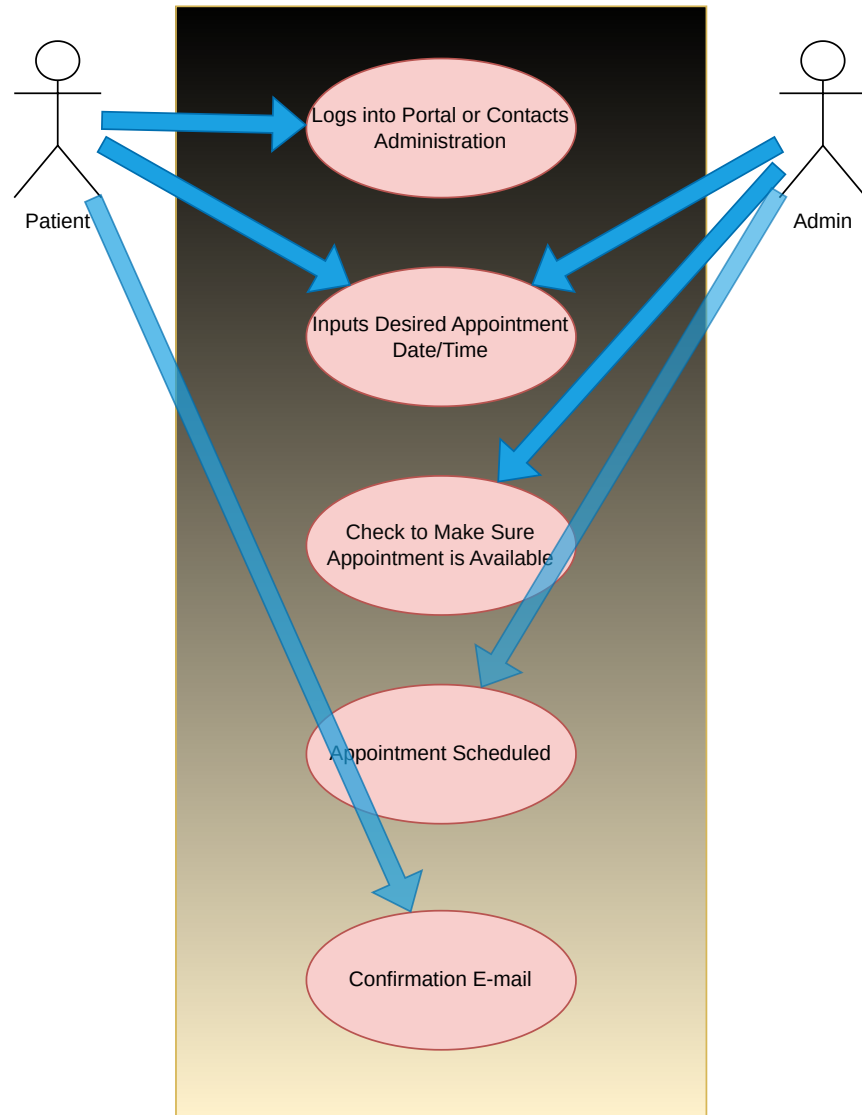 Logs into Portal or Contacts
Administration
Patient
Admin
Inputs Desired Appointment
Date/Time
Check to Make Sure
Appointment is Available
Appointment Scheduled
Confirmation E-mail